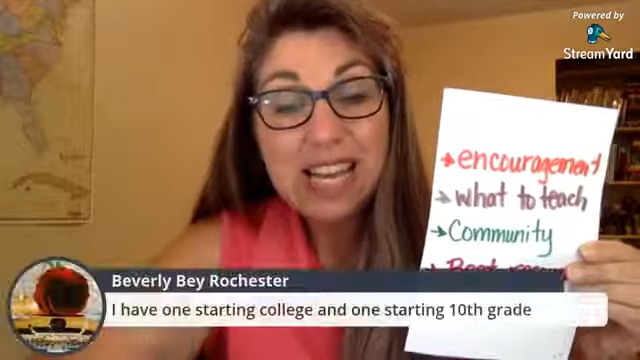 Powered by
StreamYard
→encouragement
→what to teach
→Community
Beverly Bey Rochester
I have one starting college and one starting 10th grade